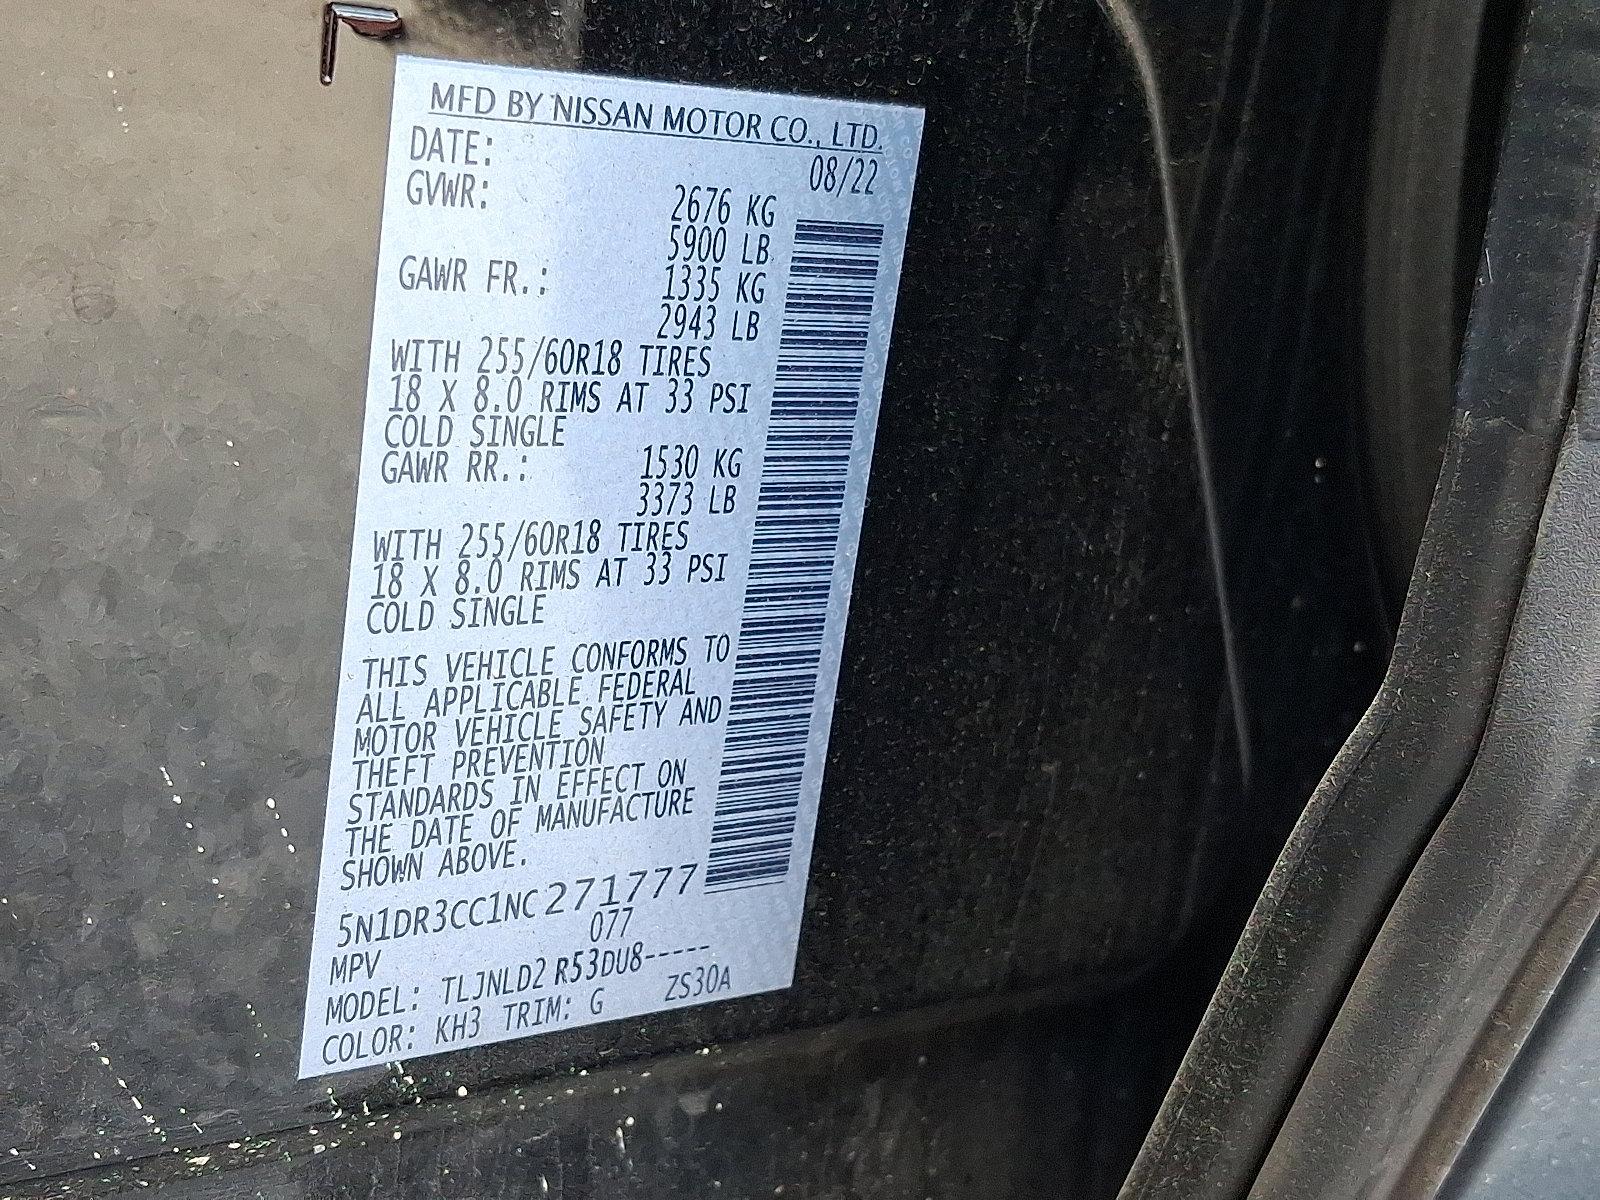 MFD BY NISSAN MOTOR CO., LTD.
DATE: 08/22
GVWR: 2676 KG
5900 LB
GAWR FR.: 1335 KG
2943 LB
WITH 255/60R18 TIRES
18 X 8.0 RIMS AT 33 PSI
COLD SINGLE
GAWR RR.: 1530 KG
3373 LB
WITH 255/60R18 TIRES
18 X 8.0 RIMS AT 33 PSI
COLD SINGLE
THIS VEHICLE CONFORMS TO
ALL APPLICABLE FEDERAL
MOTOR VEHICLE SAFETY AND
THEFT PREVENTION
STANDARDS IN EFFECT ON
THE DATE OF MANUFACTURE
SHOWN ABOVE.
5N1DR3CC1NC271777
MPV 077
MODEL: TLJNLD2 R53DU8-----
COLOR: KH3 TRIM: G ZS30A